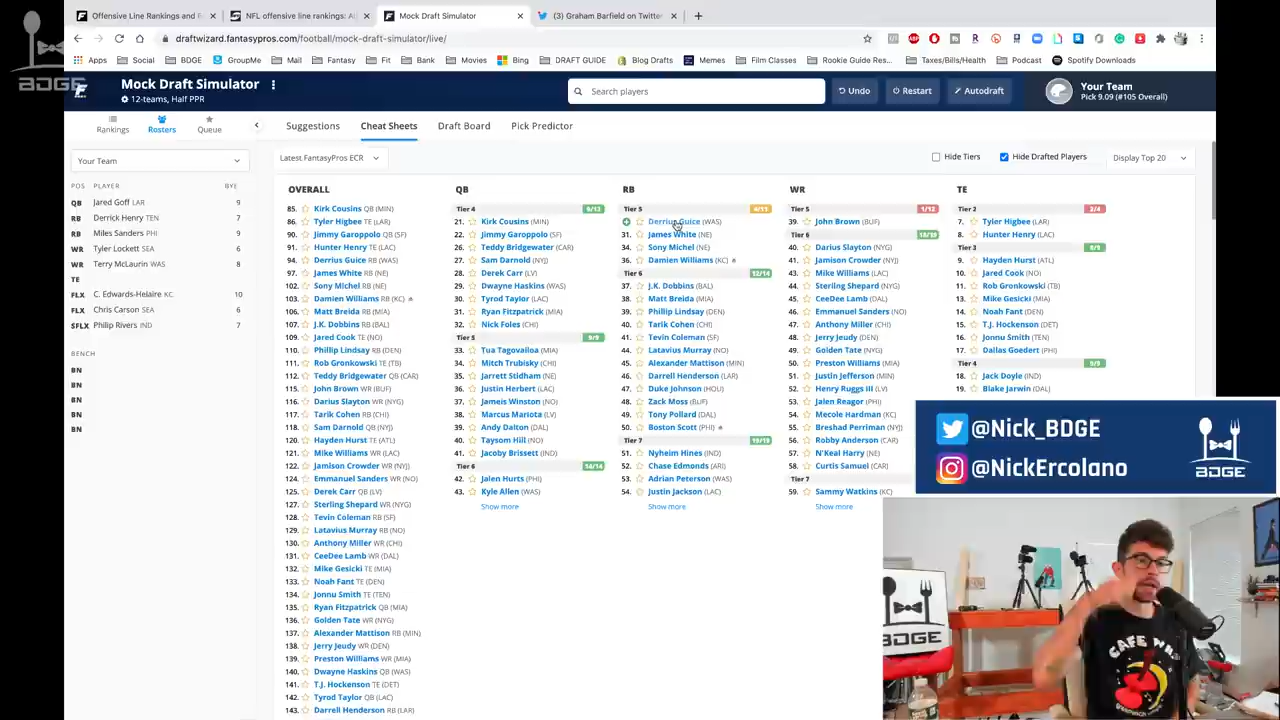 Offensive Line Rankings and B
NFL offensive line rankings: Al
Mock Draft Simulator
(3) Graham Barfield on Twitter
draftwizard.fantasypros.com/football/mock-draft-simulator/live/
Apps
Social
BDGE
GroupMe
Mail
Fantasy
Fit
Bank
Movies
Bing
DRAFT GUIDE
Blog Drafts
Memes
Film Classes
Rookie Guide Res...
Taxes/Bills/Health
Podcast
Spotify Downloads
BDGE
Mock Draft Simulator
12-teams, Half PPR
Search players
Undo
Restart
Autodraft
Your Team
Pick 9.09 (#105 Overall)
Rankings
Rosters
Queue
Suggestions
Cheat Sheets
Draft Board
Pick Predictor
Your Team
Latest FantasyPros ECR
Hide Tiers
Hide Drafted Players
Display Top 20
POS PLAYER BYE
QB Jared Goff LAR 9
RB Derrick Henry TEN 7
RB Miles Sanders PHI 7
WR Tyler Lockett SEA 6
WR Terry McLaurin WAS 8
TE
FLX C. Edwards-Helaire KC 10
FLX Chris Carson SEA 6
SFLX Philip Rivers IND 7
BENCH
BN
BN
BN
BN
BN
OVERALL
85. Kirk Cousins QB (MIN)
86. Tyler Higbee TE (LAR)
90. Jimmy Garoppolo QB (SF)
91. Hunter Henry TE (LAC)
94. Derrius Guice RB (WAS)
97. James White RB (NE)
102. Sony Michel RB (NE)
103. Damien Williams RB (KC)
106. Matt Breida RB (MIA)
107. J.K. Dobbins RB (BAL)
109. Jared Cook TE (NO)
110. Phillip Lindsay RB (DEN)
111. Rob Gronkowski TE (TB)
112. Teddy Bridgewater QB (CAR)
115. John Brown WR (BUF)
116. Darius Slayton WR (NYG)
117. Tarik Cohen RB (CHI)
118. Sam Darnold QB (NYJ)
120. Hayden Hurst TE (ATL)
121. Mike Williams WR (LAC)
122. Jamison Crowder WR (NYJ)
124. Emmanuel Sanders WR (NO)
125. Derek Carr QB (LV)
127. Sterling Shepard WR (NYG)
128. Tevin Coleman RB (SF)
129. Latavius Murray RB (NO)
130. Anthony Miller WR (CHI)
131. CeeDee Lamb WR (DAL)
132. Mike Gesicki TE (MIA)
133. Noah Fant TE (DEN)
134. Jonnu Smith TE (TEN)
135. Ryan Fitzpatrick QB (MIA)
136. Golden Tate WR (NYG)
137. Alexander Mattison RB (MIN)
138. Jerry Jeudy WR (DEN)
139. Preston Williams WR (MIA)
140. Dwayne Haskins QB (WAS)
141. T.J. Hockenson TE (DET)
142. Tyrod Taylor QB (LAC)
143. Darrell Henderson RB (LAR)
QB
Tier 4 9/13
21. Kirk Cousins (MIN)
22. Jimmy Garoppolo (SF)
26. Teddy Bridgewater (CAR)
27. Sam Darnold (NYJ)
28. Derek Carr (LV)
29. Dwayne Haskins (WAS)
30. Tyrod Taylor (LAC)
31. Ryan Fitzpatrick (MIA)
32. Nick Foles (CHI)
Tier 5 9/9
33. Tua Tagovailoa (MIA)
34. Mitch Trubisky (CHI)
35. Jarrett Stidham (NE)
36. Justin Herbert (LAC)
37. Jameis Winston (NO)
38. Marcus Mariota (LV)
39. Andy Dalton (DAL)
40. Taysom Hill (NO)
41. Jacoby Brissett (IND)
Tier 6 14/14
42. Jalen Hurts (PHI)
43. Kyle Allen (WAS)
Show more
RB
Tier 5 4/11
Derrius Guice (WAS)
31. James White (NE)
34. Sony Michel (NE)
36. Damien Williams (KC)
Tier 6 12/14
37. J.K. Dobbins (BAL)
38. Matt Breida (MIA)
39. Phillip Lindsay (DEN)
40. Tarik Cohen (CHI)
41. Tevin Coleman (SF)
44. Latavius Murray (NO)
45. Alexander Mattison (MIN)
46. Darrell Henderson (LAR)
47. Duke Johnson (HOU)
48. Zack Moss (BUF)
49. Tony Pollard (DAL)
50. Boston Scott (PHI)
Tier 7 19/19
51. Nyheim Hines (IND)
52. Chase Edmonds (ARI)
53. Adrian Peterson (WAS)
54. Justin Jackson (LAC)
Show more
WR
Tier 5 1/12
39. John Brown (BUF)
Tier 6
40. Darius Slayton (NYG)
41. Jamison Crowder (NYJ)
43. Mike Williams (LAC)
44. Sterling Shepard (NYG)
45. CeeDee Lamb (DAL)
46. Emmanuel Sanders (NO)
47. Anthony Miller (CHI)
48. Jerry Jeudy (DEN)
49. Golden Tate (NYG)
50. Preston Williams (MIA)
51. Justin Jefferson (MIN)
52. Henry Ruggs III (LV)
53. Jalen Reagor (PHI)
54. Mecole Hardman (KC)
55. Breshad Perriman (NYJ)
56. Robby Anderson (CAR)
57. N'Keal Harry (NE)
58. Curtis Samuel (CAR)
Tier 7
59. Sammy Watkins (KC)
Show more
TE
Tier 2 2/4
7. Tyler Higbee (LAR)
8. Hunter Henry (LAC)
Tier 3
9. Hayden Hurst (ATL)
10. Jared Cook (NO)
11. Rob Gronkowski (TB)
13. Mike Gesicki (MIA)
14. Noah Fant (DEN)
15. T.J. Hockenson (DET)
16. Jonnu Smith (TEN)
17. Dallas Goedert (PHI)
Tier 4 9/9
18. Jack Doyle (IND)
19. Blake Jarwin (DAL)
@Nick_BDGE
@NickErcolano
BDGE
BDGE